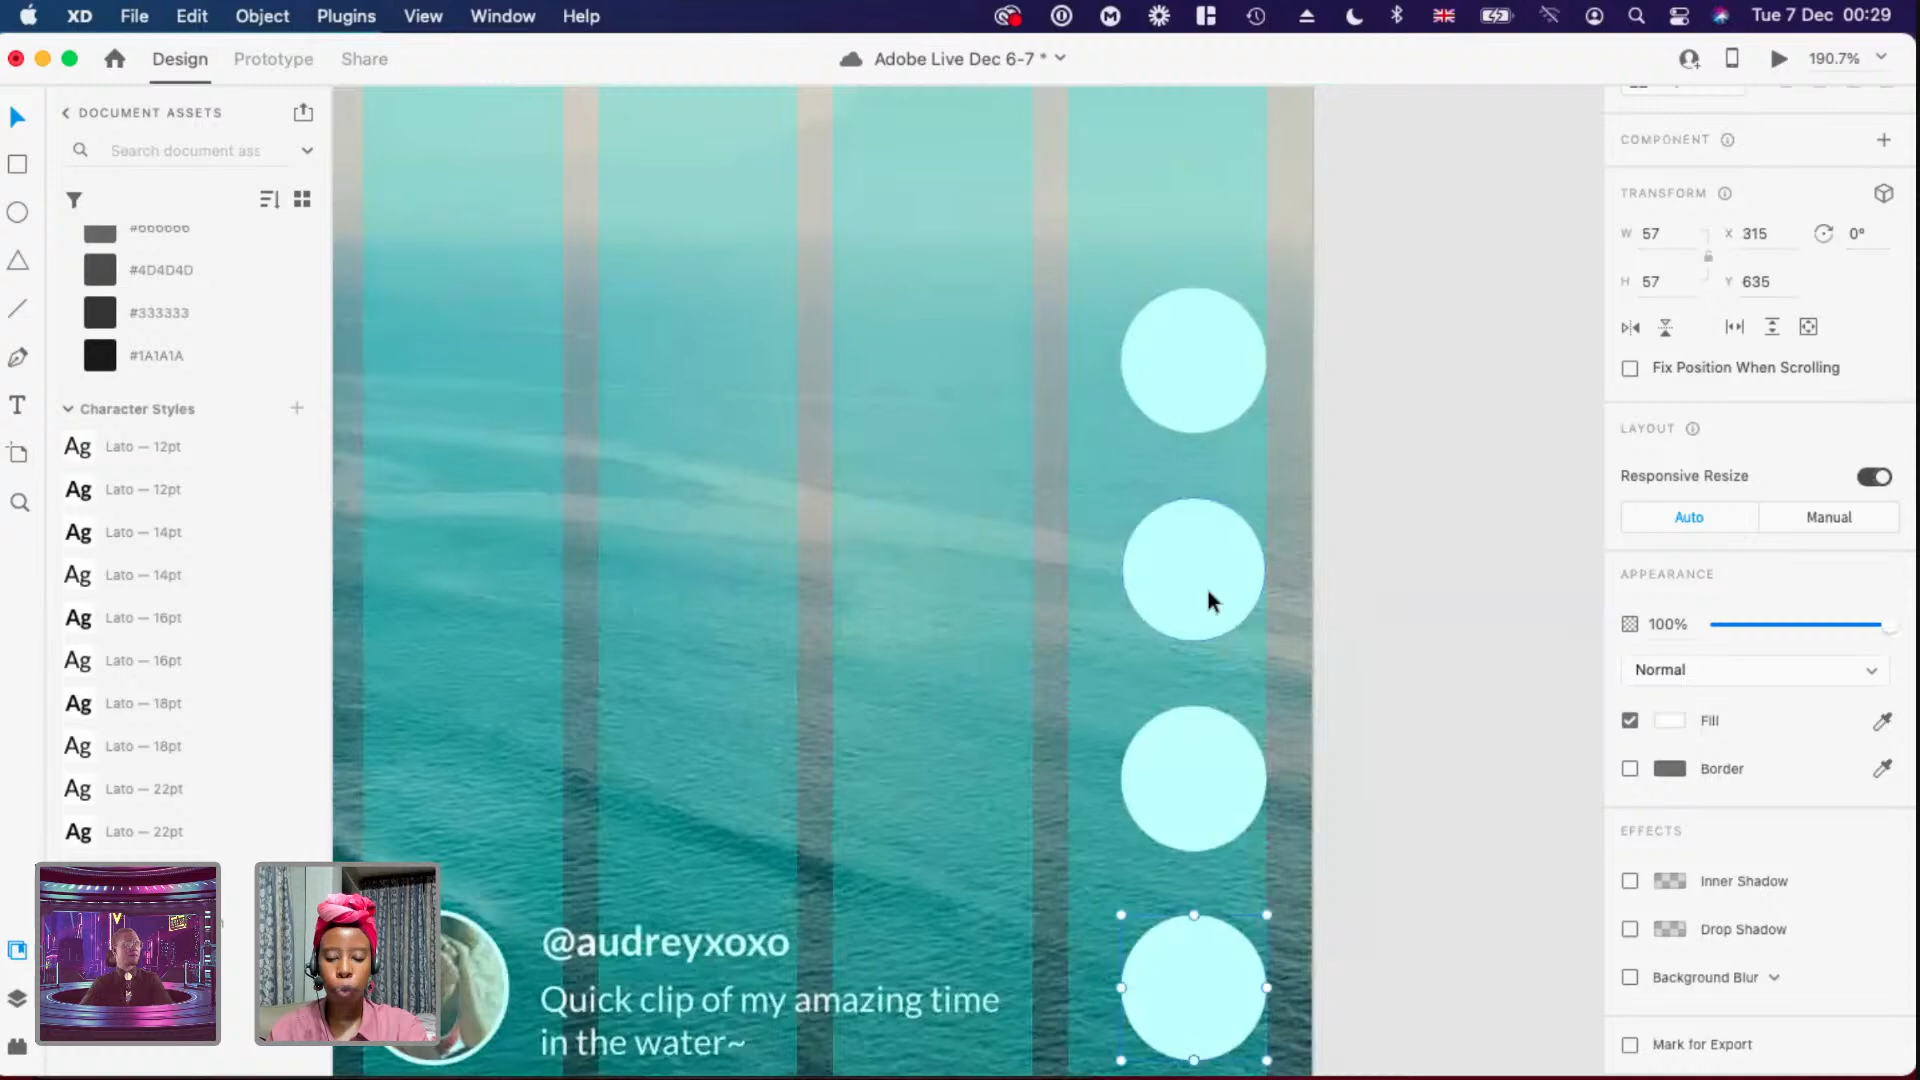 XD File Edit Object Plugins View Window Help
Tue 7 Dec 00:29
Design Prototype Share
Adobe Live Dec 6-7 *
190.7%
DOCUMENT ASSETS
Search document ass
#666666
#4D4D4D
#333333
#1A1A1A
Character Styles
Ag Lato — 12pt
Ag Lato — 12pt
Ag Lato — 14pt
Ag Lato — 14pt
Ag Lato — 16pt
Ag Lato — 16pt
Ag Lato — 18pt
Ag Lato — 18pt
Ag Lato — 22pt
Ag Lato — 22pt
@audreyxoxo
Quick clip of my amazing time
in the water~
COMPONENT
TRANSFORM
W 57 X 315 0°
H 57 Y 635
Fix Position When Scrolling
LAYOUT
Responsive Resize
Auto Manual
APPEARANCE
100%
Normal
Fill
Border
EFFECTS
Inner Shadow
Drop Shadow
Background Blur
Mark for Export